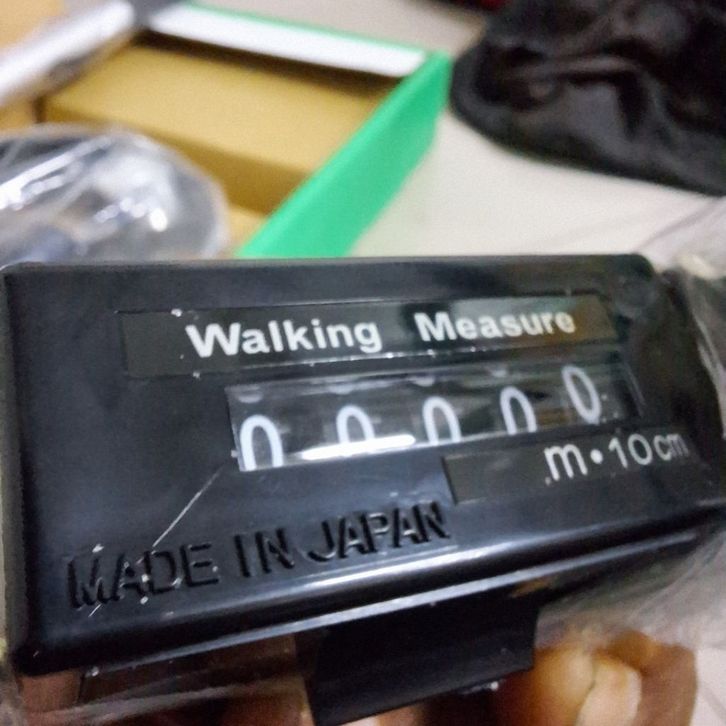 Walking Measure
0 0 0 0 0
m•10cm
MADE IN JAPAN